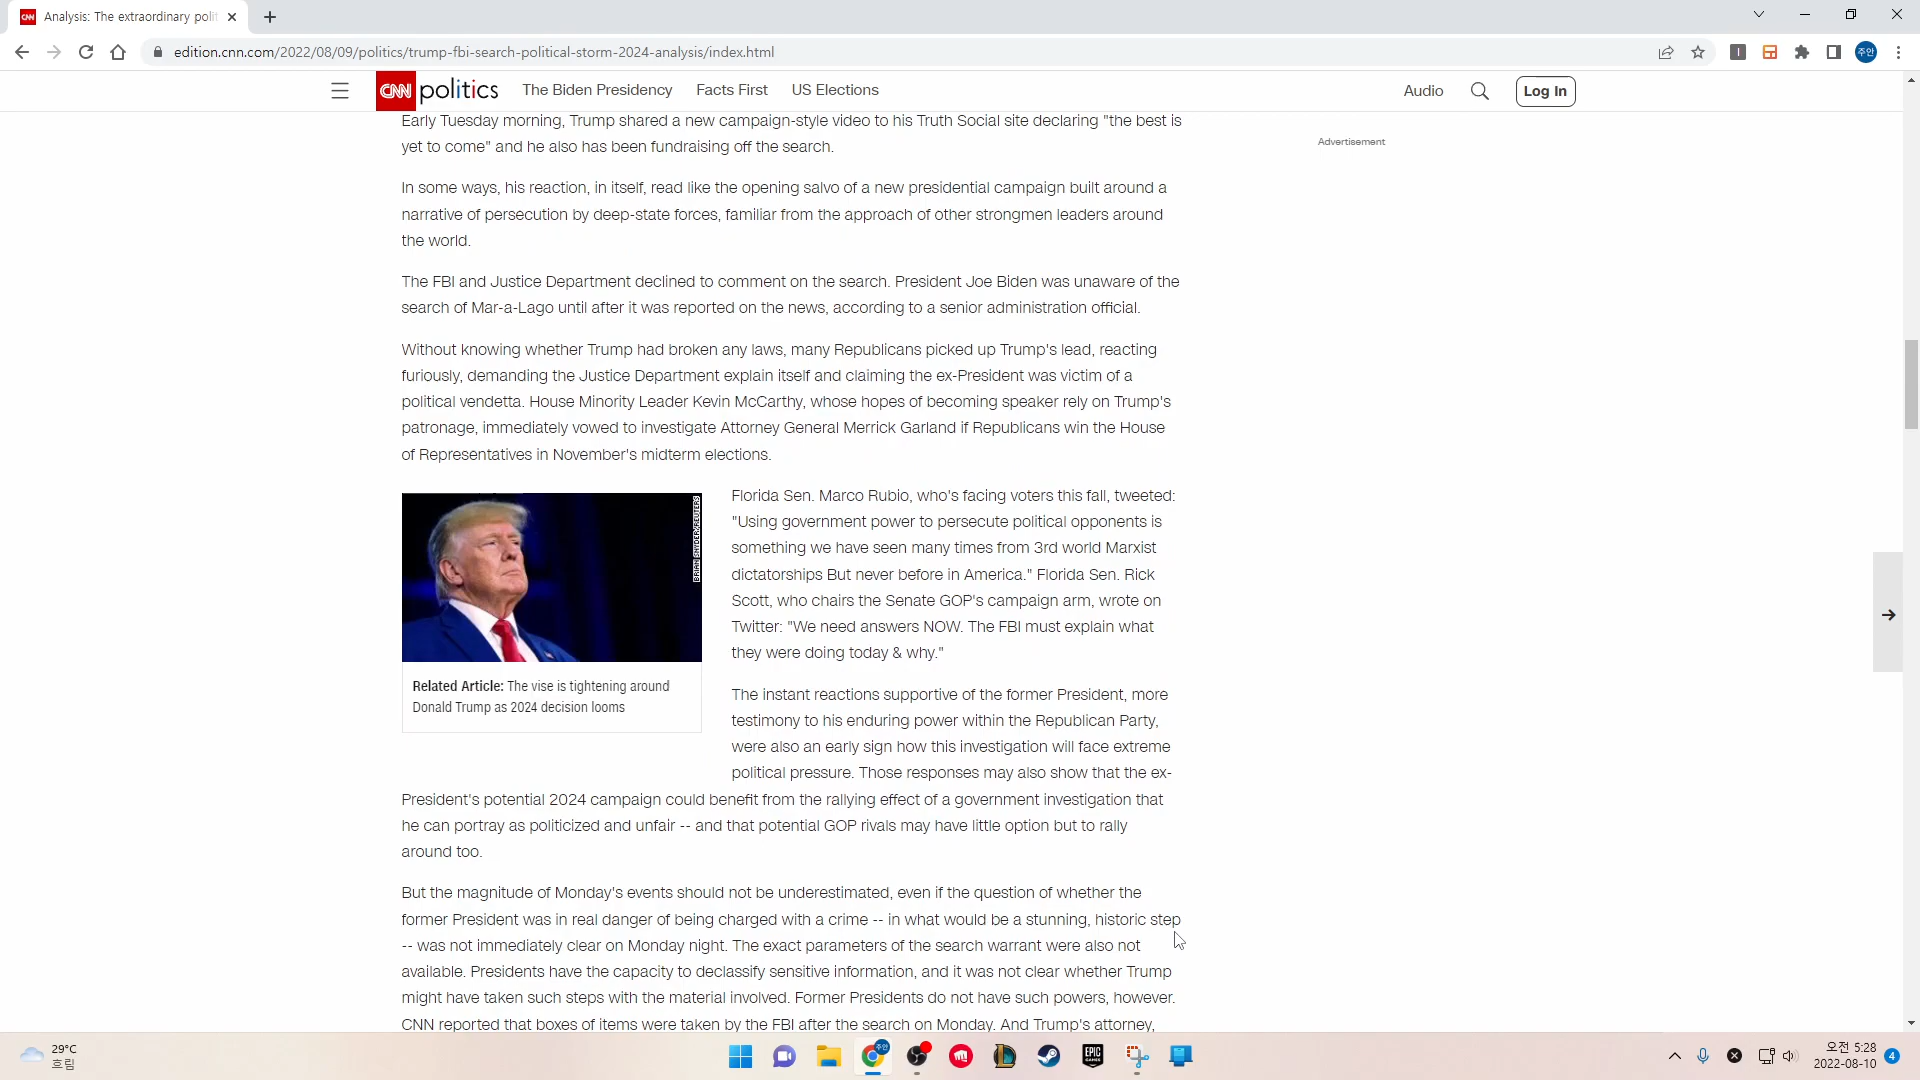 Analysis: The extraordinary polit
edition.cnn.com/2022/08/09/politics/trump-fbi-search-political-storm-2024-analysis/index.html
주안
CNN politics The Biden Presidency Facts First US Elections Audio Log In
Early Tuesday morning, Trump shared a new campaign-style video to his Truth Social site declaring "the best is
yet to come" and he also has been fundraising off the search.
Advertisement
In some ways, his reaction, in itself, read like the opening salvo of a new presidential campaign built around a
narrative of persecution by deep-state forces, familiar from the approach of other strongmen leaders around
the world.
The FBI and Justice Department declined to comment on the search. President Joe Biden was unaware of the
search of Mar-a-Lago until after it was reported on the news, according to a senior administration official.
Without knowing whether Trump had broken any laws, many Republicans picked up Trump's lead, reacting
furiously, demanding the Justice Department explain itself and claiming the ex-President was victim of a
political vendetta. House Minority Leader Kevin McCarthy, whose hopes of becoming speaker rely on Trump's
patronage, immediately vowed to investigate Attorney General Merrick Garland if Republicans win the House
of Representatives in November's midterm elections.
BRIAN SNYDER/REUTERS
Related Article: The vise is tightening around
Donald Trump as 2024 decision looms
Florida Sen. Marco Rubio, who's facing voters this fall, tweeted:
"Using government power to persecute political opponents is
something we have seen many times from 3rd world Marxist
dictatorships But never before in America." Florida Sen. Rick
Scott, who chairs the Senate GOP's campaign arm, wrote on
Twitter: "We need answers NOW. The FBI must explain what
they were doing today & why."
The instant reactions supportive of the former President, more
testimony to his enduring power within the Republican Party,
were also an early sign how this investigation will face extreme
political pressure. Those responses may also show that the ex-
President's potential 2024 campaign could benefit from the rallying effect of a government investigation that
he can portray as politicized and unfair -- and that potential GOP rivals may have little option but to rally
around too.
But the magnitude of Monday's events should not be underestimated, even if the question of whether the
former President was in real danger of being charged with a crime -- in what would be a stunning, historic step
-- was not immediately clear on Monday night. The exact parameters of the search warrant were also not
available. Presidents have the capacity to declassify sensitive information, and it was not clear whether Trump
might have taken such steps with the material involved. Former Presidents do not have such powers, however.
CNN reported that boxes of items were taken by the FBI after the search on Monday. And Trump's attorney,
29°C
흐림
주안
EPIC GAMES
오전 5:28
2022-08-10
4